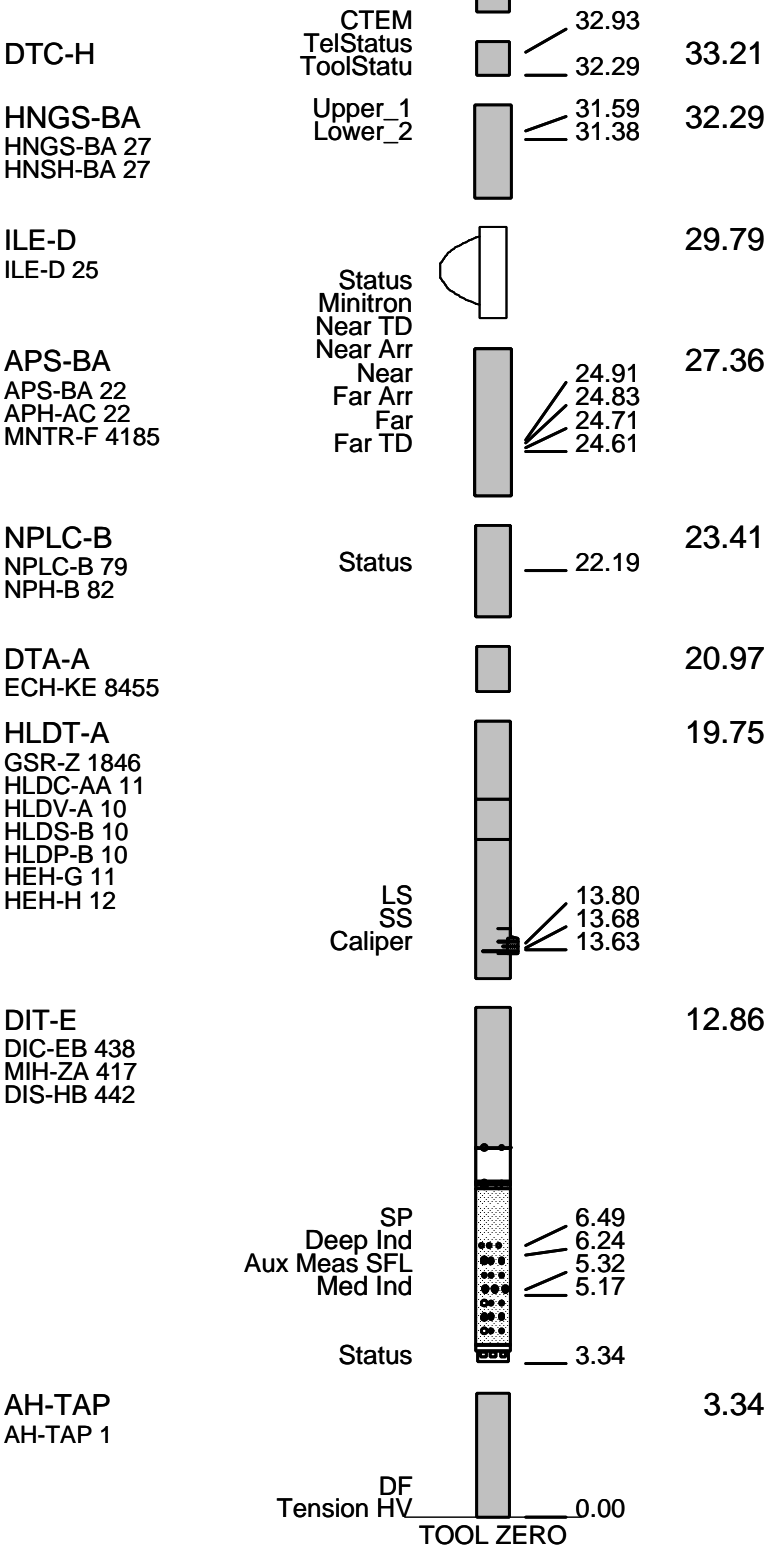 CTEM 32.93
DTC-H TelStatus 33.21
ToolStatu 32.29
HNGS-BA Upper_1 31.59 32.29
HNGS-BA 27 Lower_2 31.38
HNSH-BA 27
ILE-D 29.79
ILE-D 25
Status
Minitron
Near TD
APS-BA Near Arr 27.36
APS-BA 22 Near 24.91
APH-AC 22 Far Arr 24.83
MNTR-F 4185 Far 24.71
Far TD 24.61
NPLC-B 23.41
NPLC-B 79 Status 22.19
NPH-B 82
DTA-A 20.97
ECH-KE 8455
HLDT-A 19.75
GSR-Z 1846
HLDC-AA 11
HLDV-A 10
HLDS-B 10
HLDP-B 10
HEH-G 11
HEH-H 12 LS 13.80
SS 13.68
Caliper 13.63
DIT-E 12.86
DIC-EB 438
MIH-ZA 417
DIS-HB 442
SP 6.49
Deep Ind 6.24
Aux Meas SFL 5.32
Med Ind 5.17
Status 3.34
AH-TAP 3.34
AH-TAP 1
DF
Tension HV 0.00
TOOL ZERO